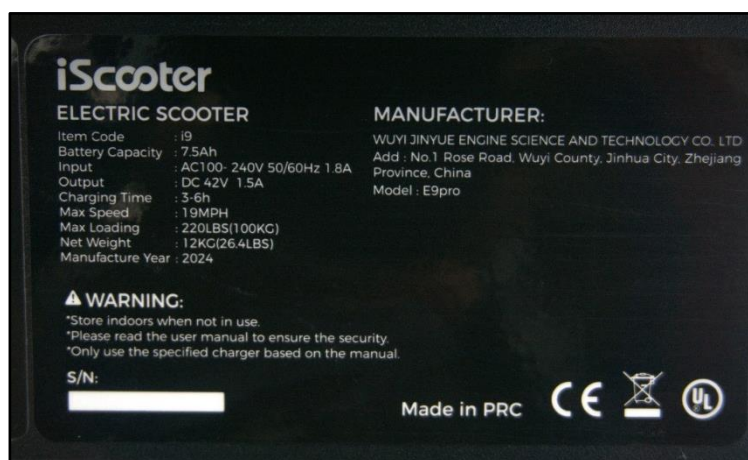 iScooter
ELECTRIC SCOOTER
Item Code : i9
Battery Capacity : 7.5Ah
Input : AC100- 240V 50/60Hz 1.8A
Output : DC 42V 1.5A
Charging Time : 3-6h
Max Speed : 19MPH
Max Loading : 220LBS(100KG)
Net Weight : 12KG(26.4LBS)
Manufacture Year : 2024
MANUFACTURER:
WUYI JINYUE ENGINE SCIENCE AND TECHNOLOGY CO. LTD
Add : No.1 Rose Road, Wuyi County, Jinhua City, Zhejiang
Province, China
Model : E9pro
WARNING:
*Store indoors when not in use.
*Please read the user manual to ensure the security.
*Only use the specified charger based on the manual.
S/N:
Made in PRC CE UL